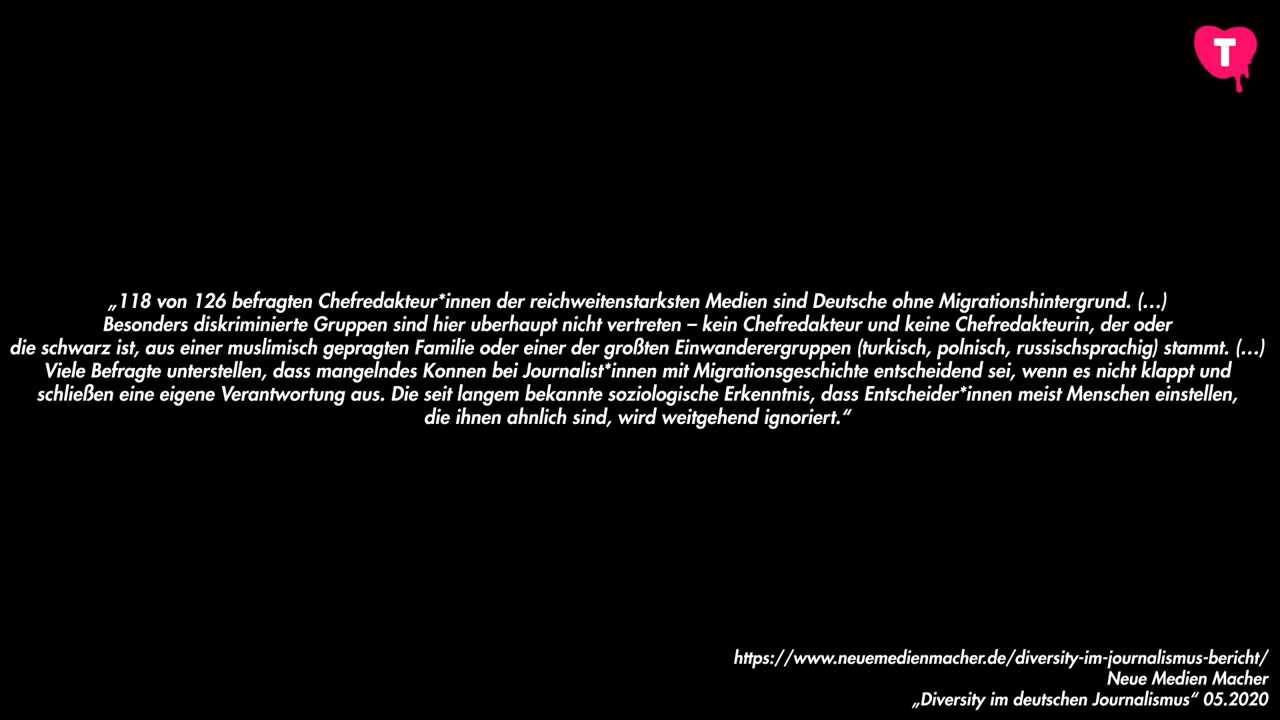 T
„118 von 126 befragten Chefredakteur*innen der reichweitenstarksten Medien sind Deutsche ohne Migrationshintergrund. (...)
Besonders diskriminierte Gruppen sind hier uberhaupt nicht vertreten – kein Chefredakteur und keine Chefredakteurin, der oder
die schwarz ist, aus einer muslimisch gepragten Familie oder einer der großten Einwanderergruppen (turkisch, polnisch, russischsprachig) stammt. (...)
Viele Befragte unterstellen, dass mangelndes Konnen bei Journalist*innen mit Migrationsgeschichte entscheidend sei, wenn es nicht klappt und
schließen eine eigene Verantwortung aus. Die seit langem bekannte soziologische Erkenntnis, dass Entscheider*innen meist Menschen einstellen,
die ihnen ahnlich sind, wird weitgehend ignoriert.“
https://www.neuemedienmacher.de/diversity-im-journalismus-bericht/
Neue Medien Macher
„Diversity im deutschen Journalismus“ 05.2020